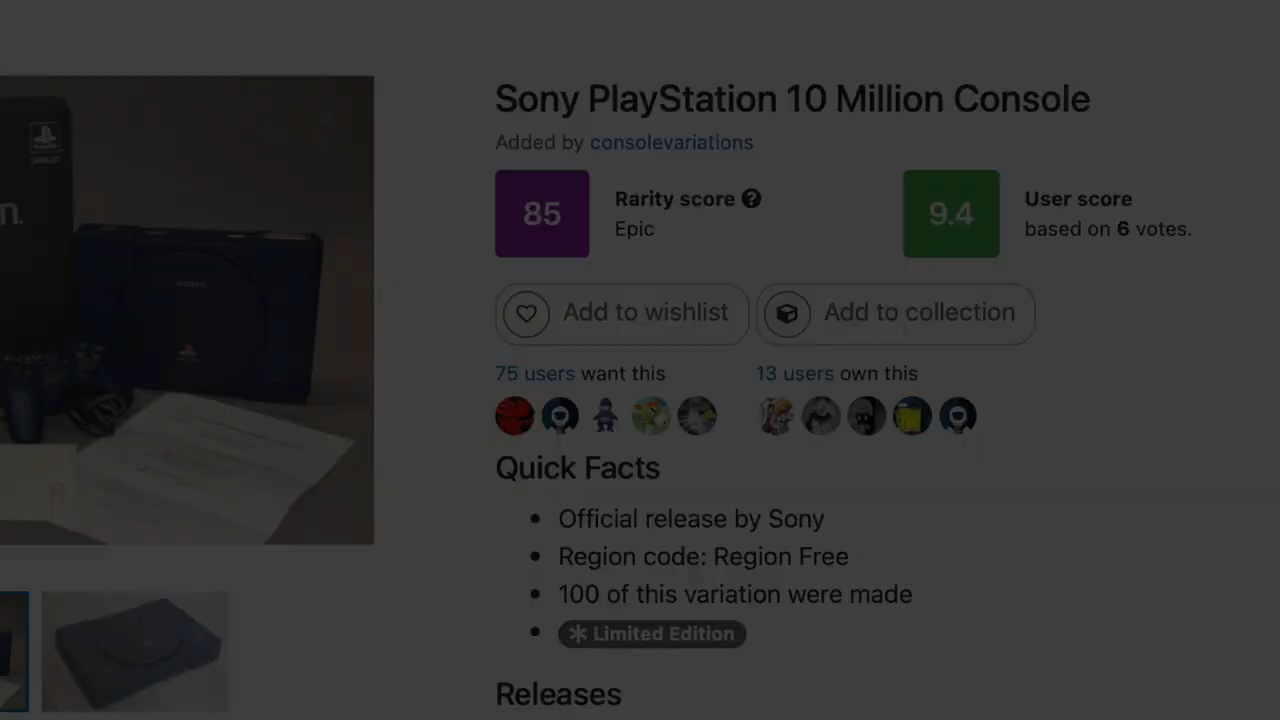 Sony PlayStation 10 Million Console
Added by consolevariations
85
Rarity score
Epic
9.4
User score
based on 6 votes.
Add to wishlist
Add to collection
75 users want this
13 users own this
Quick Facts
Official release by Sony
Region code: Region Free
100 of this variation were made
Limited Edition
Releases